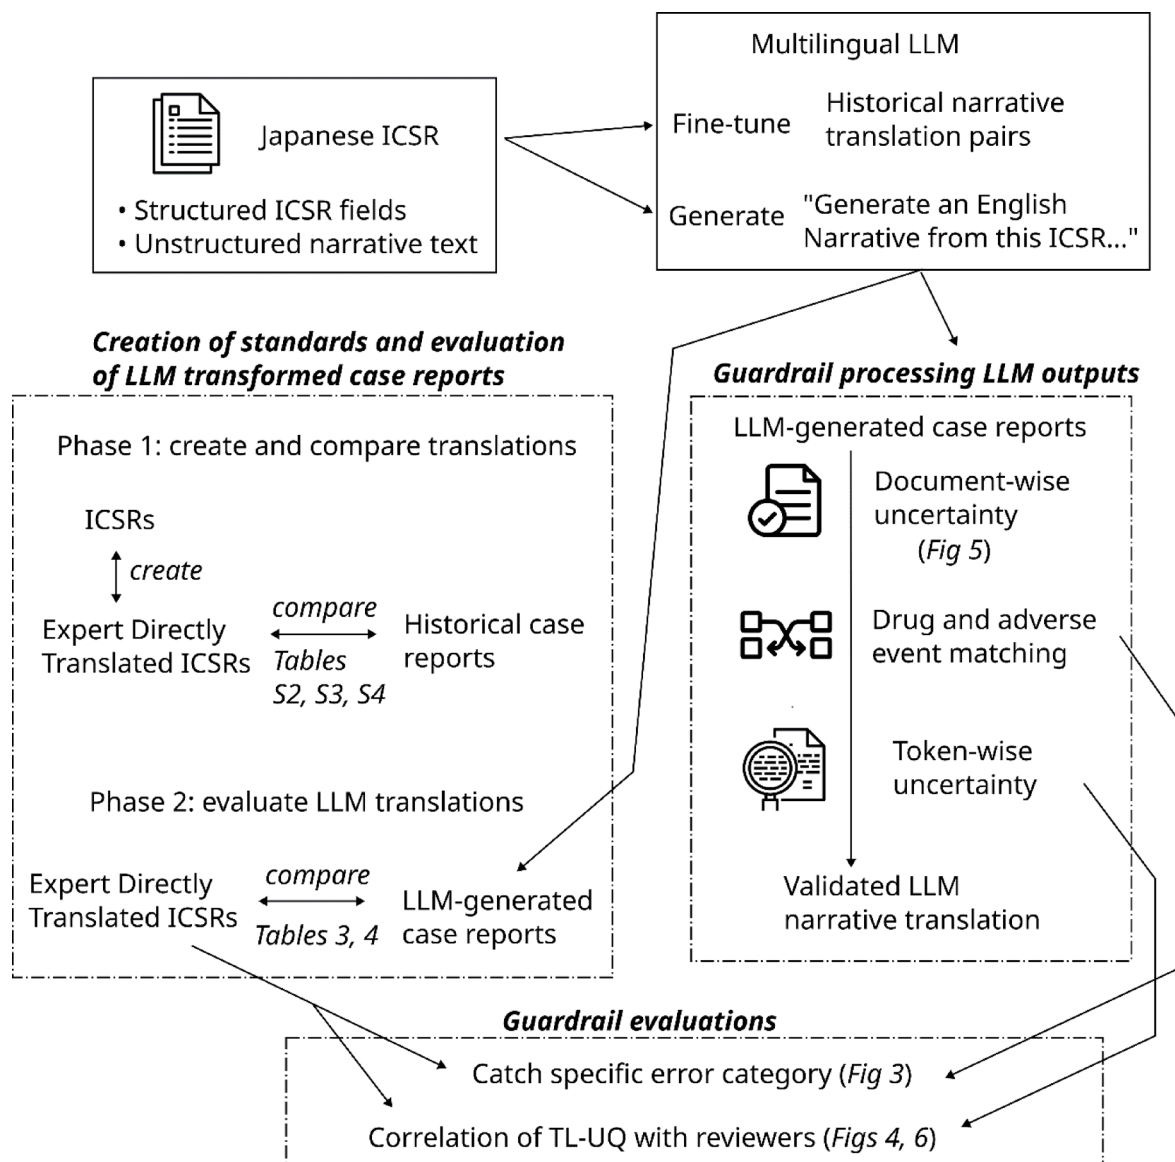 Multilingual LLM
Japanese ICSR
• Structured ICSR fields
• Unstructured narrative text
Fine-tune
Historical narrative
translation pairs
Generate
"Generate an English
Narrative from this ICSR..."
Creation of standards and evaluation
of LLM transformed case reports
Phase 1: create and compare translations
ICSRs
create
Expert Directly
Translated ICSRs
compare
Tables
S2, S3, S4
Historical case
reports
Phase 2: evaluate LLM translations
Expert Directly
Translated ICSRs
compare
Tables 3, 4
LLM-generated
case reports
Guardrail processing LLM outputs
LLM-generated case reports
Document-wise
uncertainty
(Fig 5)
Drug and adverse
event matching
Token-wise
uncertainty
Validated LLM
narrative translation
Guardrail evaluations
Catch specific error category (Fig 3)
Correlation of TL-UQ with reviewers (Figs 4, 6)